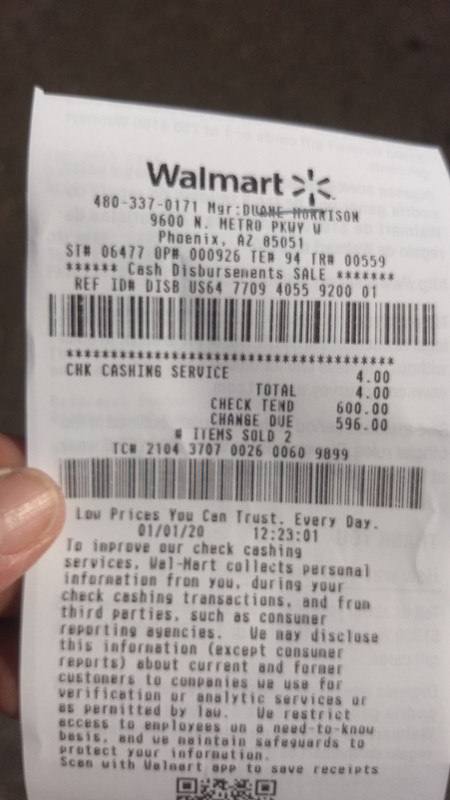 Walmart
480-337-0171 Mgr:DUANE MORRISON
9600 N. METRO PKWY W
Phoenix, AZ 85051
ST# 06477 OP# 000926 TE# 94 TR# 00559
****** Cash Disbursements SALE *******
REF ID# DISB US64 7709 4055 9200 01
**************************************
CHK CASHING SERVICE 4.00
TOTAL 4.00
CHECK TEND 600.00
CHANGE DUE 596.00
# ITEMS SOLD 2
TC# 2104 3707 0026 0060 9899
Low Prices You Can Trust. Every Day.
01/01/20 12:23:01
To improve our check cashing
services, Wal-Mart collects personal
information from you, during your
check cashing transactions, and from
third parties, such as consumer
reporting agencies. We may disclose
this information (except consumer
reports) about current and former
customers to companies we use for
verification or analytic services or
as permitted by law. We restrict
access to employees on a need-to-know
basis, and we maintain safeguards to
protect your information.
Scan with Walmart app to save receipts